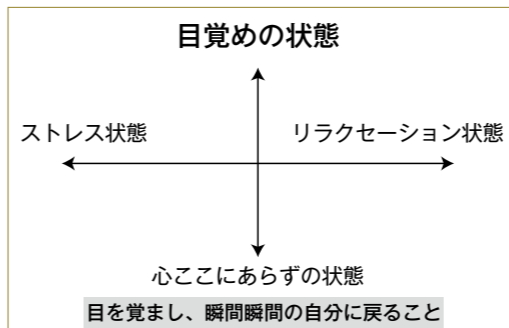 目覚めの状態
ストレス状態
リラクセーション状態
心ここにあらずの状態
目を覚まし、瞬間瞬間の自分に戻ること